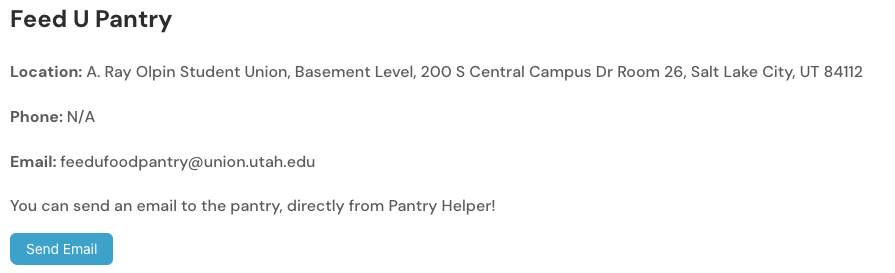 Feed U Pantry
Location: A. Ray Olpin Student Union, Basement Level, 200 S Central Campus Dr Room 26, Salt Lake City, UT 84112
Phone: N/A
Email: feedufoodpantry@union.utah.edu
You can send an email to the pantry, directly from Pantry Helper!
Send Email